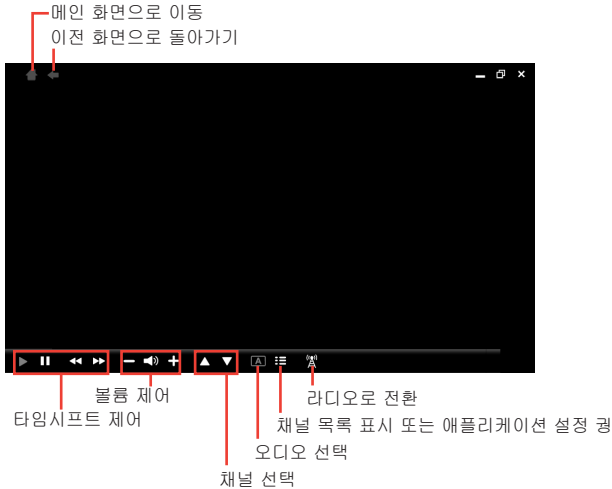 메인 화면으로 이동
이전 화면으로 돌아가기
A
볼륨 제어
라디오로 전환
타임시프트 제어
채널 목록 표시 또는 애플리케이션 설정 공
오디오 선택
채널 선택